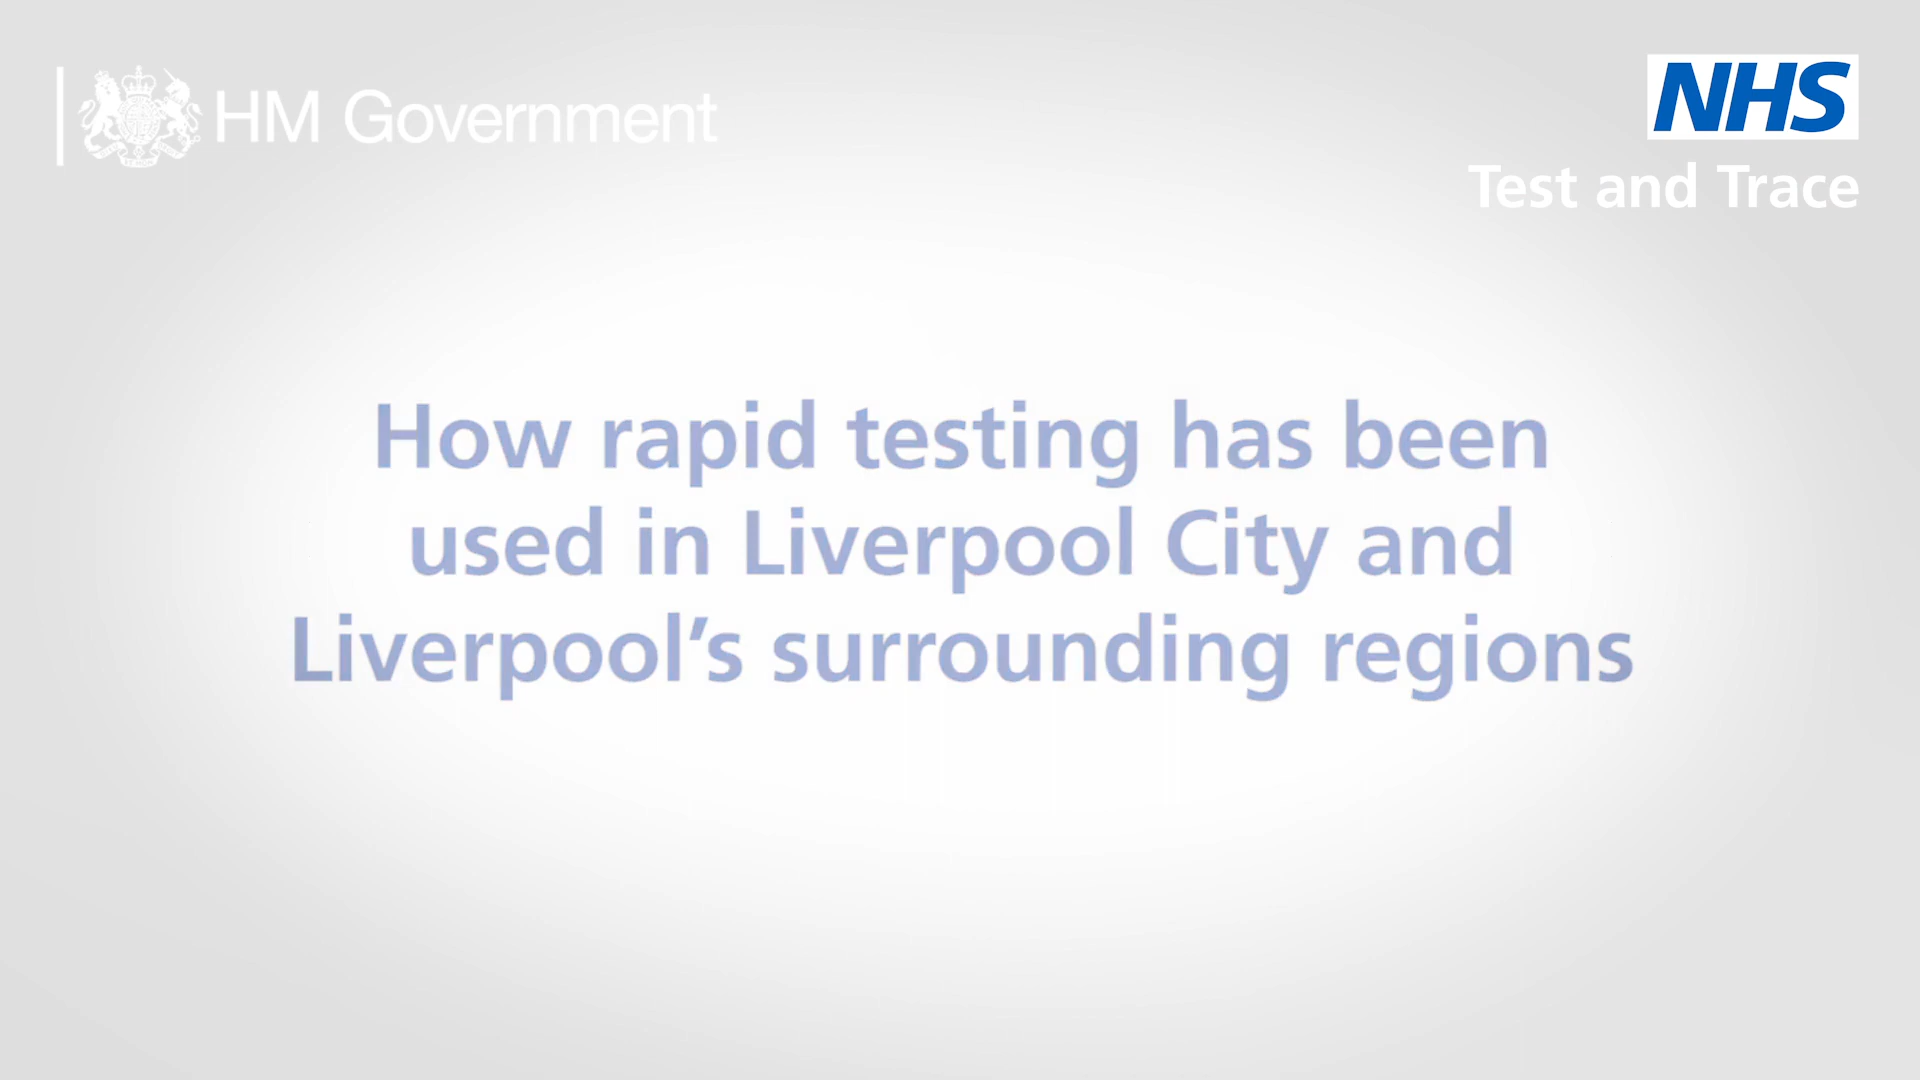 HM Government
NHS
Test and Trace
How rapid testing has been
used in Liverpool City and
Liverpool’s surrounding regions